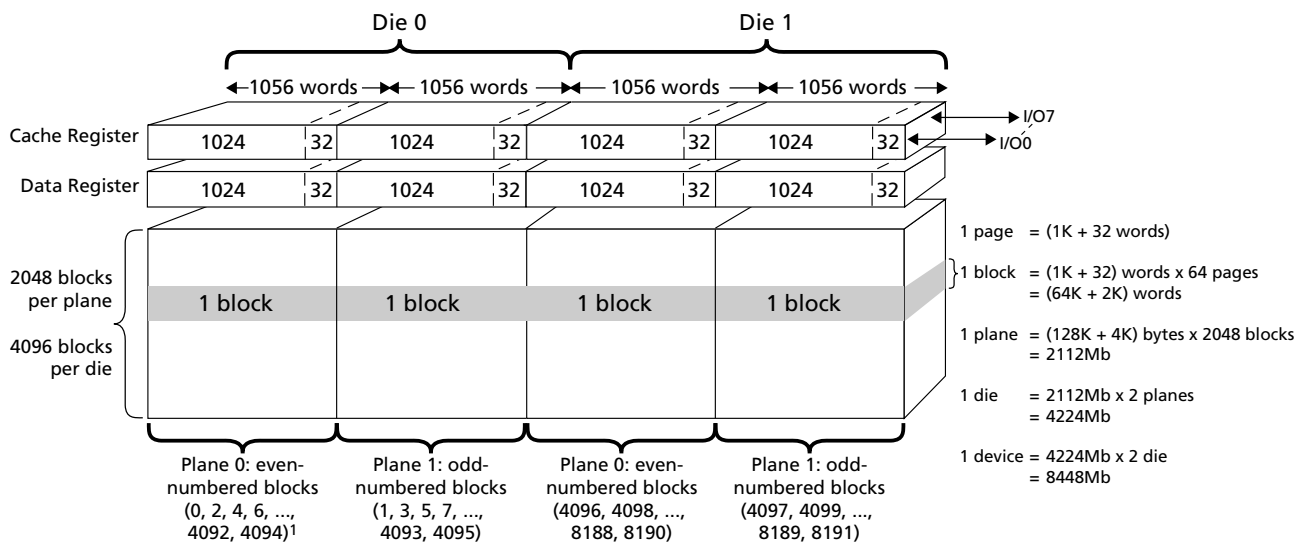 Die 0
Die 1
1056 words
1056 words
1056 words
1056 words
Cache Register
1024
32
1024
32
1024
32
1024
32
I/O7
I/O0
Data Register
1024
32
1024
32
1024
32
1024
32
2048 blocks
per plane
4096 blocks
per die
1 block
1 block
1 block
1 block
1 page = (1K + 32 words)
1 block = (1K + 32) words x 64 pages
= (64K + 2K) words
1 plane = (128K + 4K) bytes x 2048 blocks
= 2112Mb
1 die = 2112Mb x 2 planes
= 4224Mb
1 device = 4224Mb x 2 die
= 8448Mb
Plane 0: even-
numbered blocks
(0, 2, 4, 6, ...,
4092, 4094)1
Plane 1: odd-
numbered blocks
(1, 3, 5, 7, ...,
4093, 4095)
Plane 0: even-
numbered blocks
(4096, 4098, ...,
8188, 8190)
Plane 1: odd-
numbered blocks
(4097, 4099, ...,
8189, 8191)